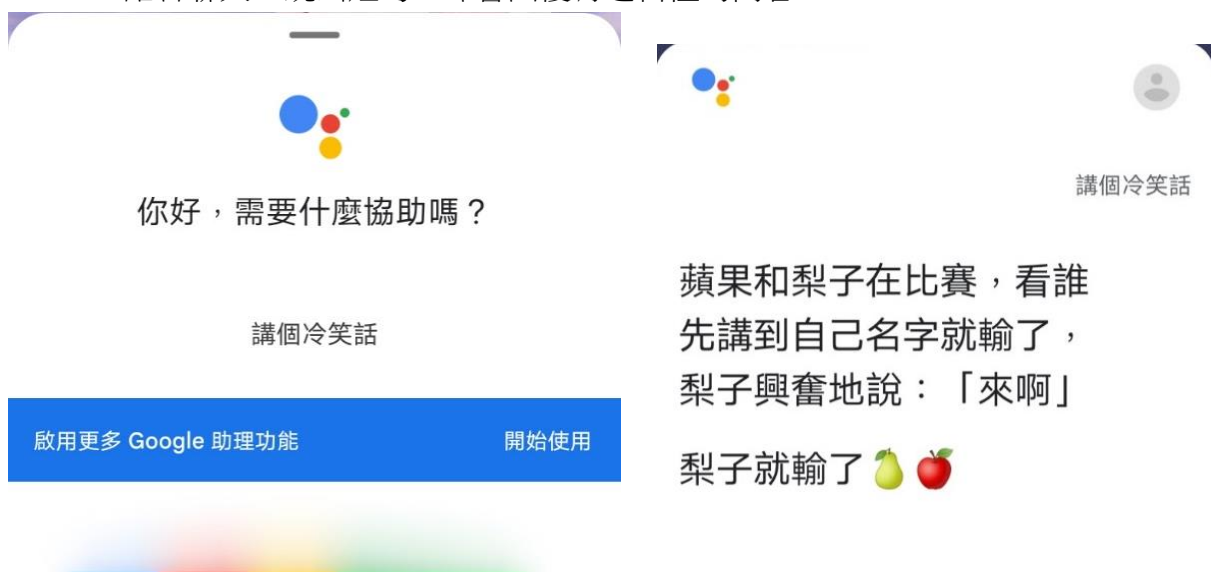 你好，需要什麼協助嗎？
講個冷笑話
啟用更多 Google 助理功能
開始使用
講個冷笑話
蘋果和梨子在比賽，看誰
先講到自己名字就輸了，
梨子興奮地說：「來啊」
梨子就輸了🍐🍎